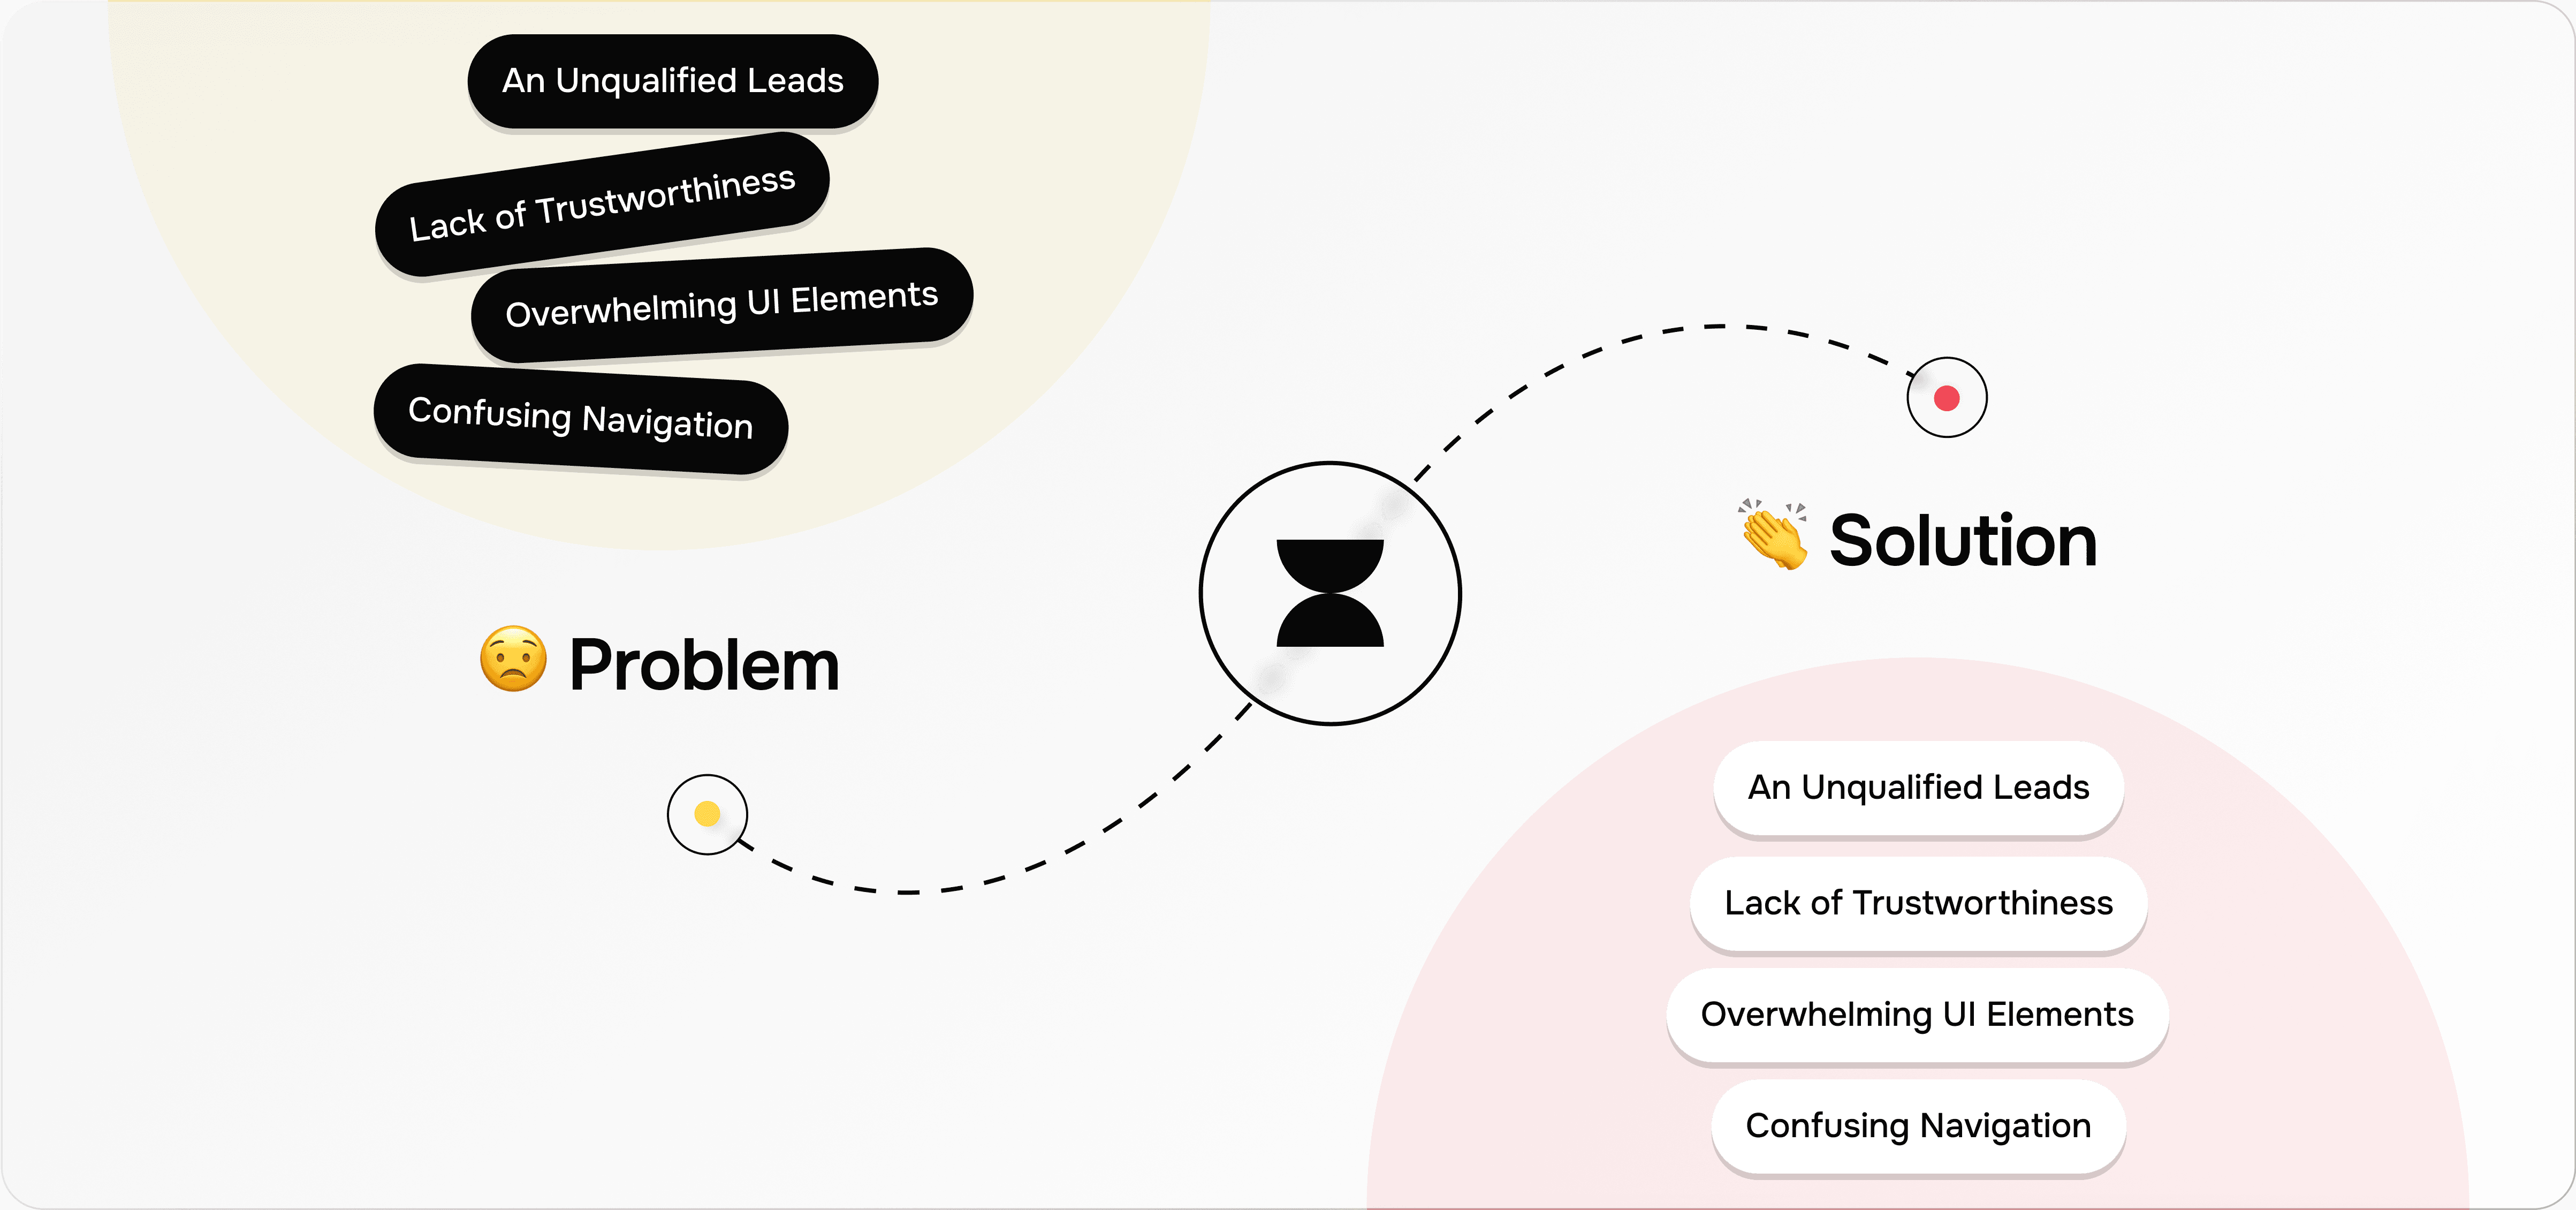 An Unqualified Leads
Lack of Trustworthiness
Overwhelming UI Elements
Confusing Navigation
Problem
Solution
An Unqualified Leads
Lack of Trustworthiness
Overwhelming UI Elements
Confusing Navigation